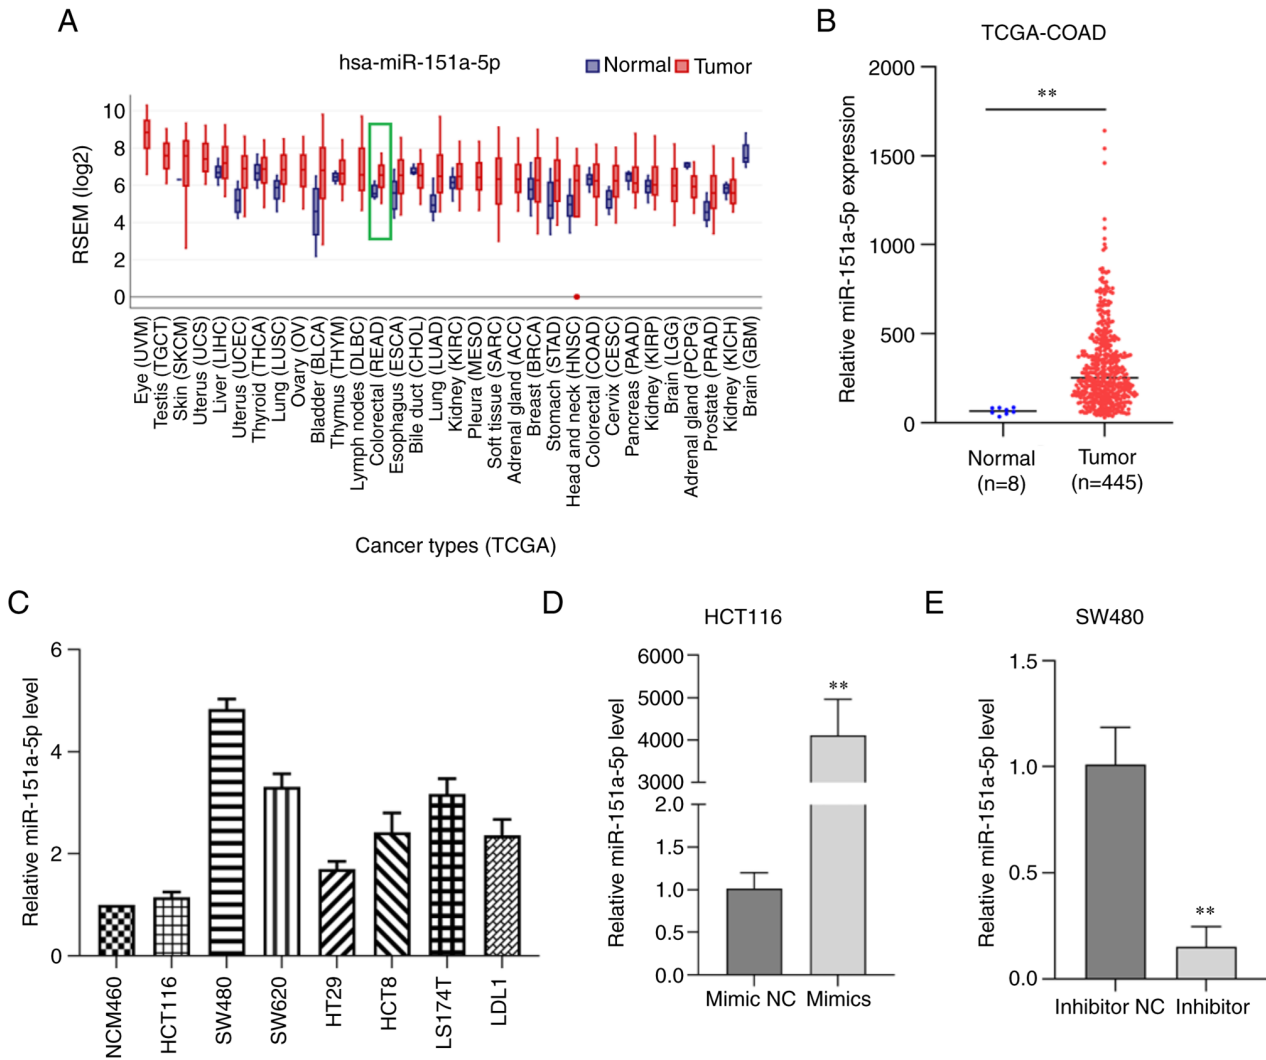 A
hsa-miR-151a-5p
Normal
Tumor
RSEM (log2)
10
8
6
4
2
0
Eye (UVM)
Testis (TGCT)
Skin (SKCM)
Uterus (UCS)
Liver (LIHC)
Uterus (UCEC)
Thyroid (THCA)
Lung (LUSC)
Ovary (OV)
Bladder (BLCA)
Thymus (THYM)
Lymph nodes (DLBC)
Colorectal (READ)
Esophagus (ESCA)
Bile duct (CHOL)
Lung (LUAD)
Kidney (KIRC)
Pleura (MESO)
Soft tissue (SARC)
Adrenal gland (ACC)
Breast (BRCA)
Stomach (STAD)
Head and neck (HNSC)
Colorectal (COAD)
Cervix (CESC)
Pancreas (PAAD)
Kidney (KIRP)
Brain (LGG)
Adrenal gland (PCPG)
Prostate (PRAD)
Kidney (KICH)
Brain (GBM)
Cancer types (TCGA)
B
TCGA-COAD
Relative miR-151a-5p expression
2000
1500
1000
500
0
**
Normal
(n=8)
Tumor
(n=445)
C
Relative miR-151a-5p level
6
4
2
0
NCM460
HCT116
SW480
SW620
HT29
HCT8
LS174T
LDL1
D
HCT116
Relative miR-151a-5p level
6000
5000
4000
3000
2.0
1.5
1.0
0.5
0.0
**
Mimic NC
Mimics
E
SW480
Relative miR-151a-5p level
1.5
1.0
0.5
0.0
**
Inhibitor NC
Inhibitor